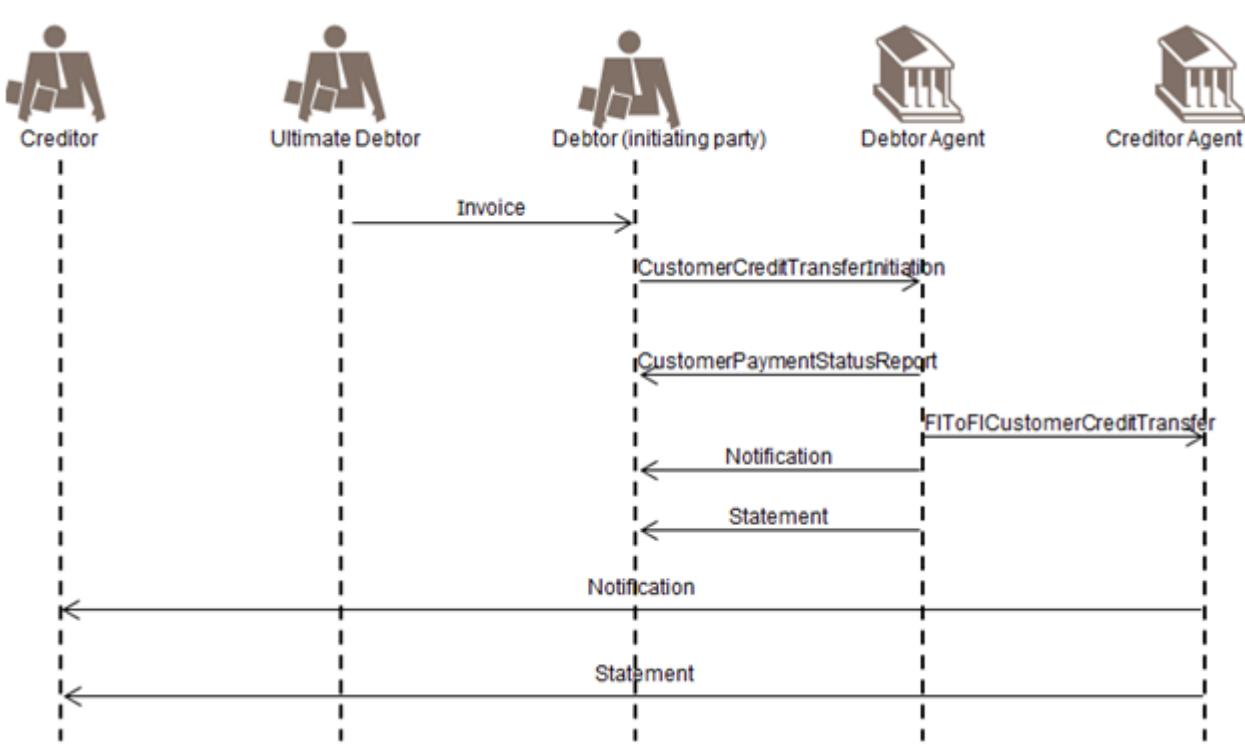 Creditor
Ultimate Debtor
Debtor (initiating party)
Debtor Agent
Creditor Agent
Invoice
CustomerCreditTransferInitiation
CustomerPaymentStatusReport
FIToFICustomerCreditTransfer
Notification
Statement
Notification
Statement